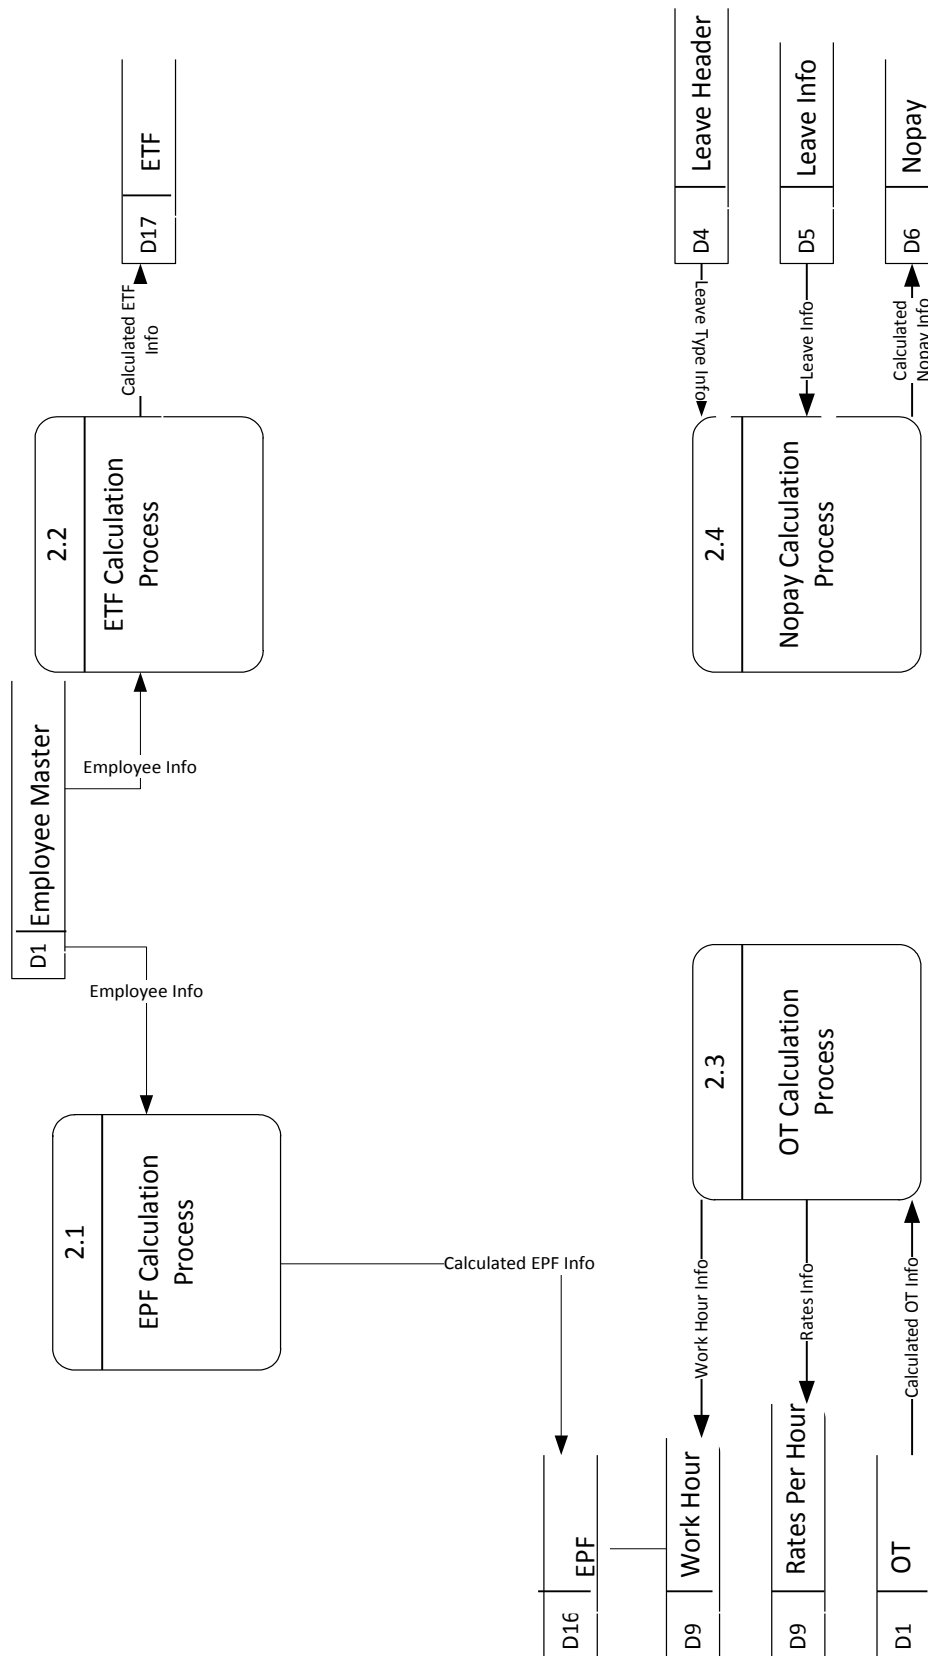 D1
Employee Master
Employee Info
Employee Info
2.1
EPF Calculation
Process
2.2
ETF Calculation
Process
Calculated ETF
Info
D17
ETF
Calculated EPF Info
D16
EPF
2.3
OT Calculation
Process
Work Hour Info
D9
Work Hour
Rates Info
D9
Rates Per Hour
Calculated OT Info
D1
OT
2.4
Nopay Calculation
Process
Leave Type Info
D4
Leave Header
Leave Info
D5
Leave Info
Calculated
Nopay Info
D6
Nopay